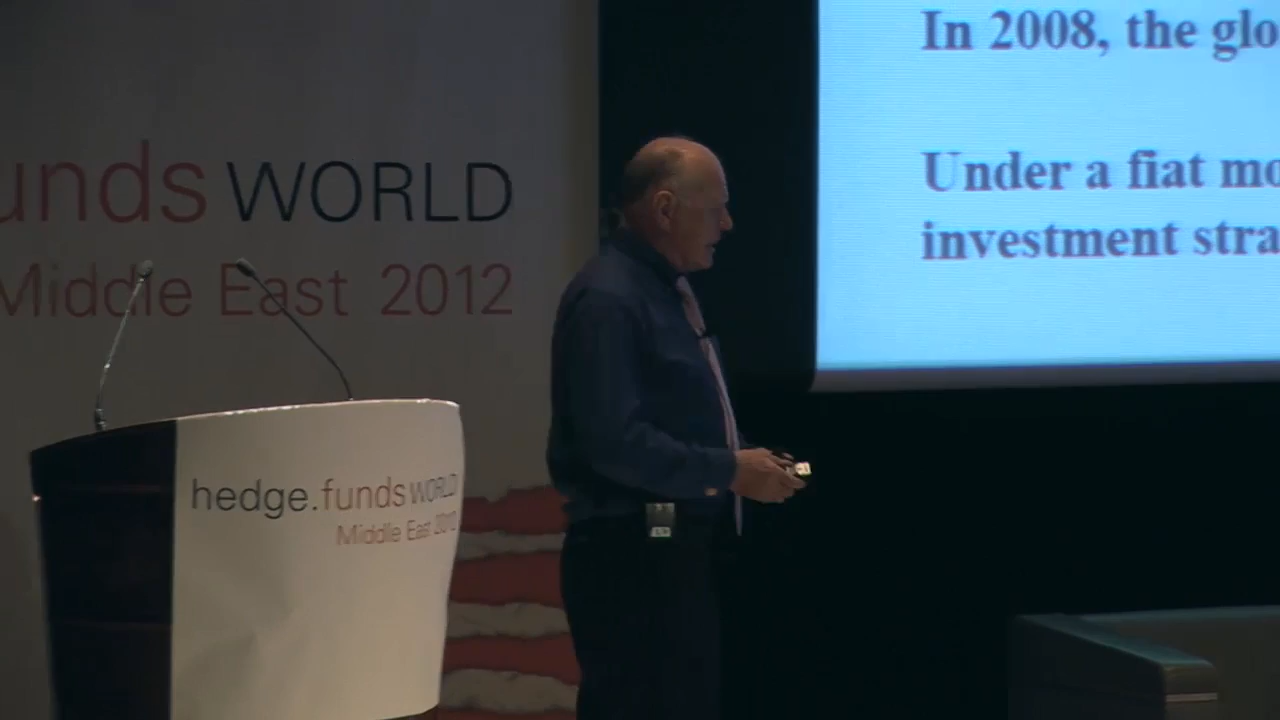 unds WORLD
Middle East 2012
hedge.funds WORLD
Middle East 2012
In 2008, the glo
Under a fiat mo
investment stra